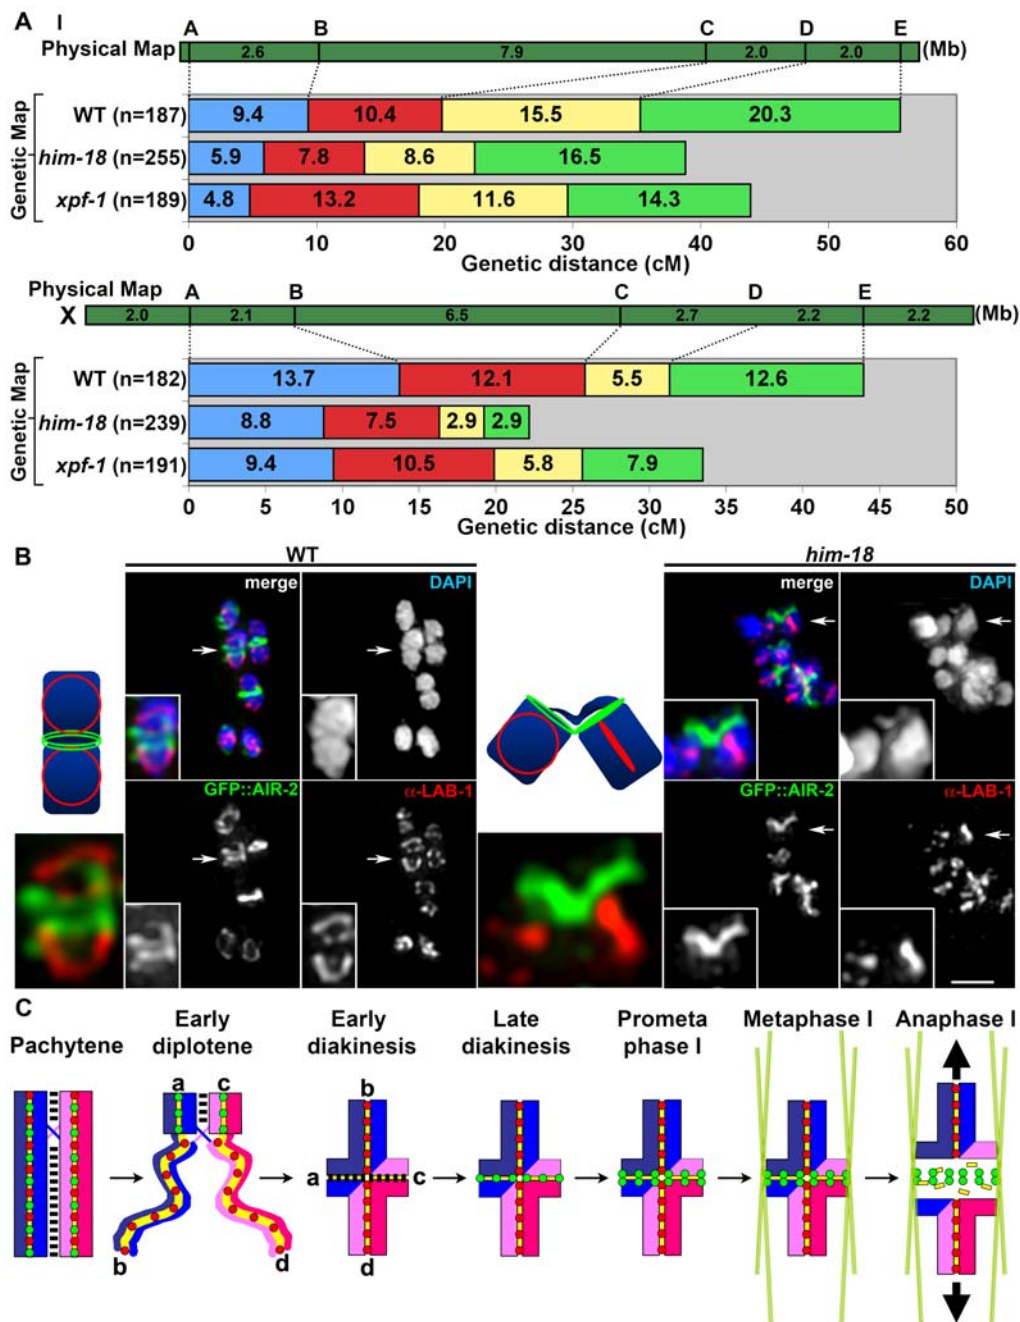 A I
A B C D E
Physical Map 2.6 7.9 2.0 2.0 (Mb)
Genetic Map
WT (n=187) 9.4 10.4 15.5 20.3
him-18 (n=255) 5.9 7.8 8.6 16.5
xpf-1 (n=189) 4.8 13.2 11.6 14.3
0 10 20 30 40 50 60
Genetic distance (cM)
Physical Map A B C D E
X 2.0 2.1 6.5 2.7 2.2 2.2 (Mb)
Genetic Map
WT (n=182) 13.7 12.1 5.5 12.6
him-18 (n=239) 8.8 7.5 2.9 2.9
xpf-1 (n=191) 9.4 10.5 5.8 7.9
0 5 10 15 20 25 30 35 40 45 50
Genetic distance (cM)
B WT him-18
merge DAPI merge DAPI
GFP::AIR-2 α-LAB-1 GFP::AIR-2 α-LAB-1
C
Pachytene
Early
diplotene
Early
diakinesis
Late
diakinesis
Prometa
phase I
Metaphase I
Anaphase I
a c
b d
b
a c
d